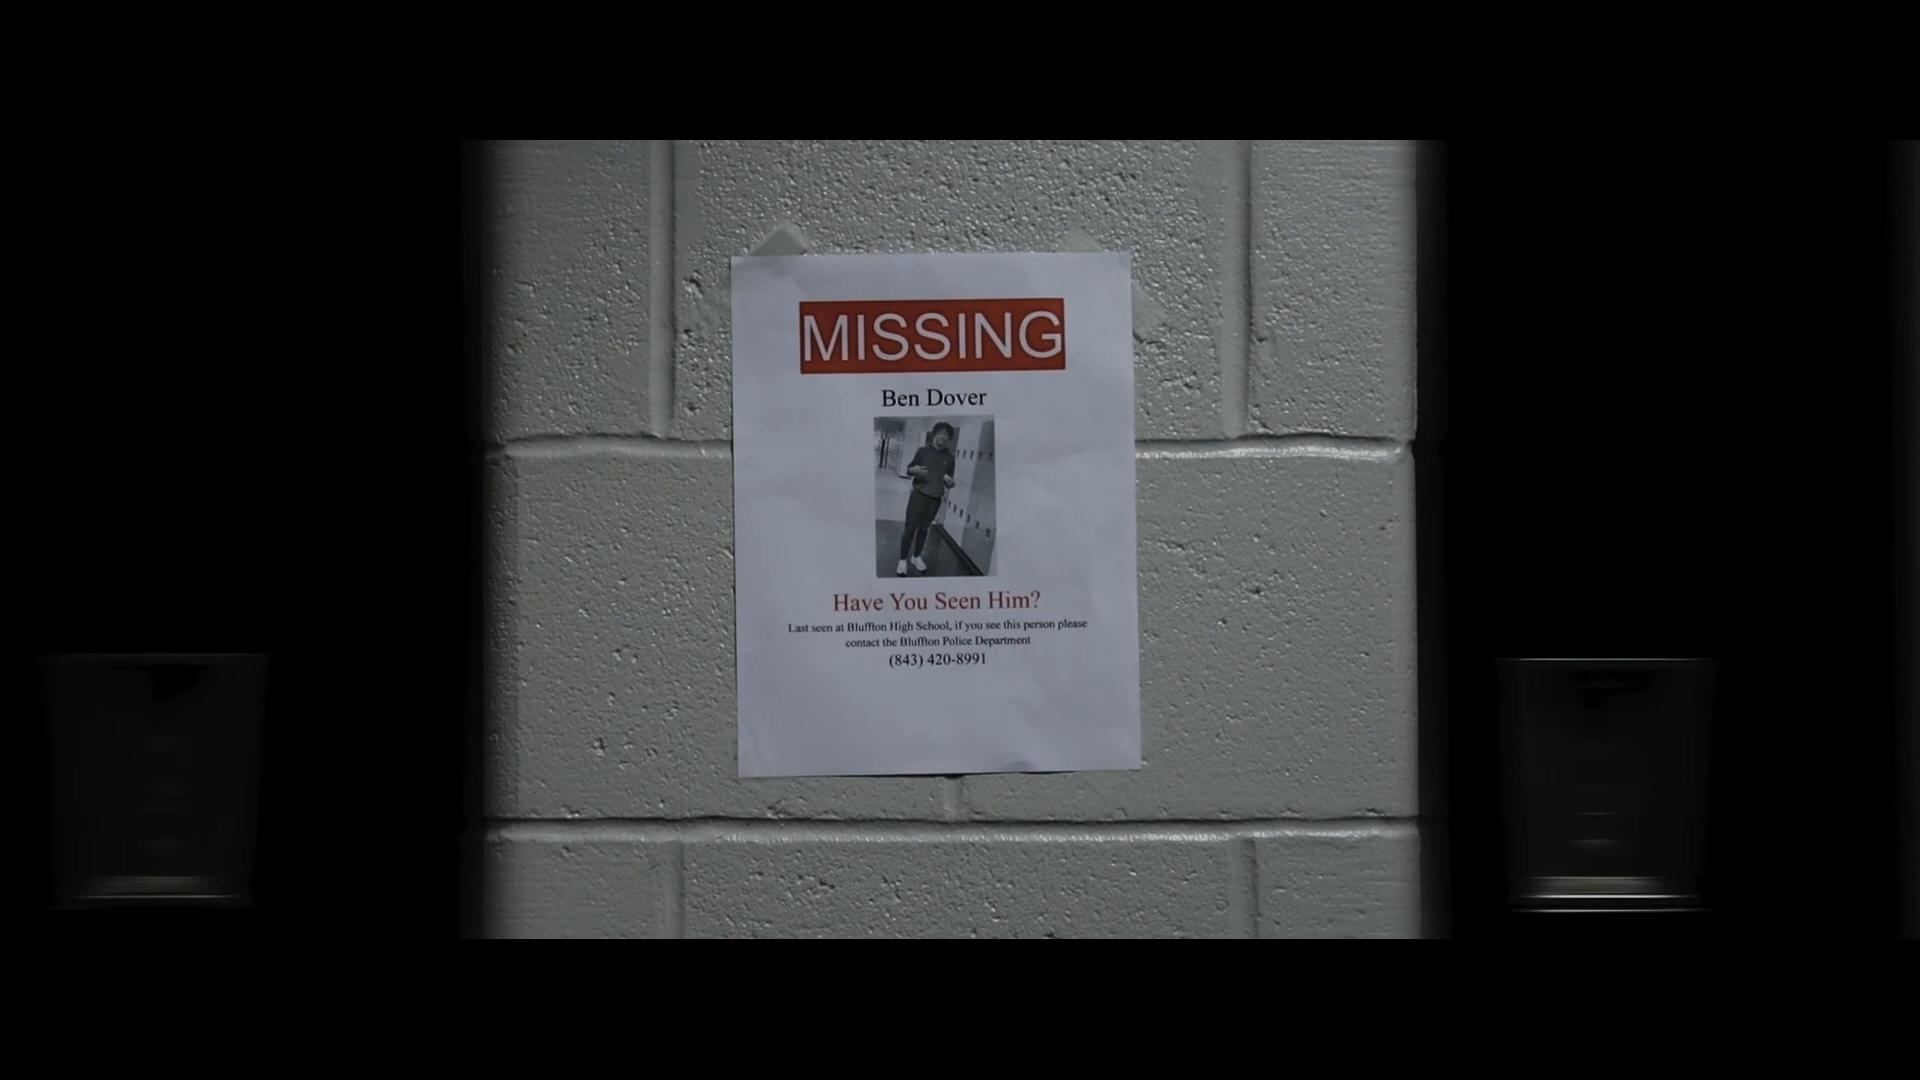 MISSING
Ben Dover
Have You Seen Him?
Last seen at Bluffton High School, if you see this person please
contact the Bluffton Police Department
(843) 420-8991